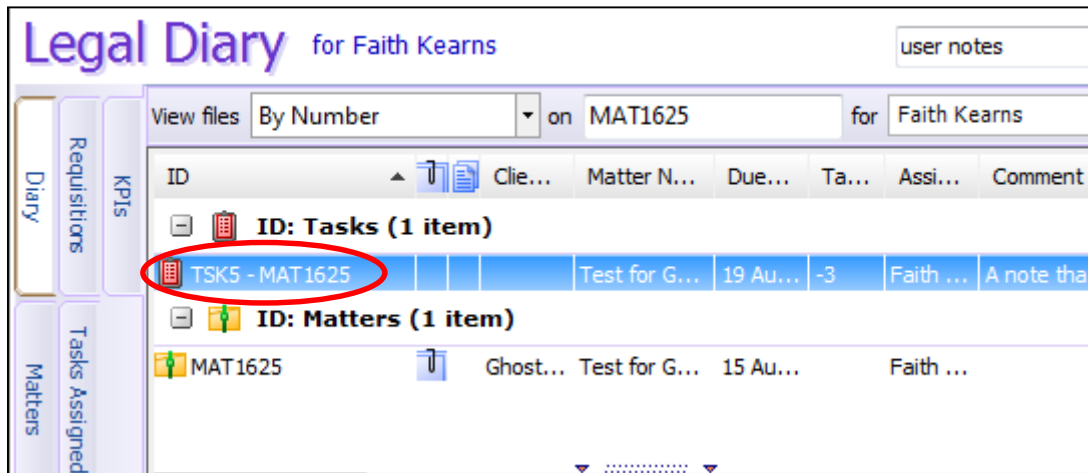 Legal Diary for Faith Kearns user notes
View files By Number on MAT1625 for Faith Kearns
Diary
Requisitions
KPIs
Matters
Tasks Assigned
ID Clie... Matter N... Due... Ta... Assi... Comment
ID: Tasks (1 item)
TSK5 - MAT1625 Test for G... 19 Au... -3 Faith ... A note tha
ID: Matters (1 item)
MAT1625 Ghost... Test for G... 15 Au... Faith ...